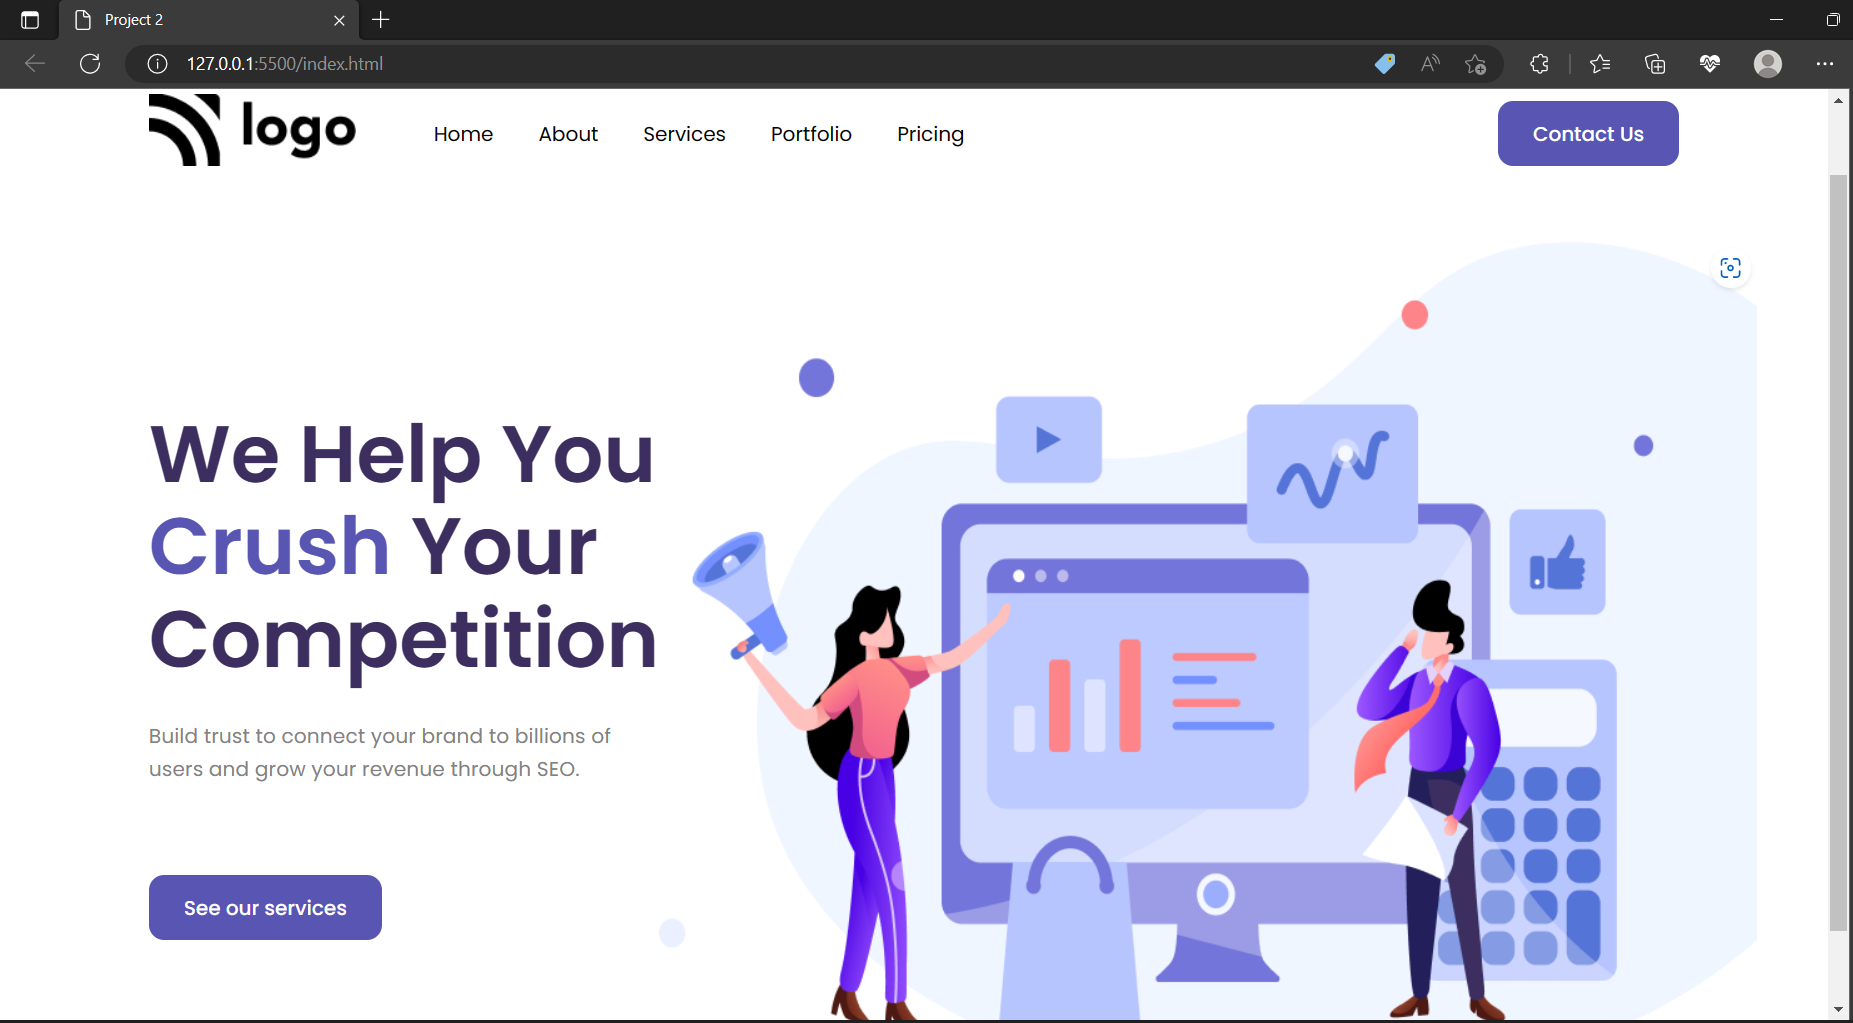 Project 2
127.0.0.1:5500/index.html
logo
Home About Services Portfolio Pricing
Contact Us
We Help You
Crush Your
Competition
Build trust to connect your brand to billions of
users and grow your revenue through SEO.
See our services